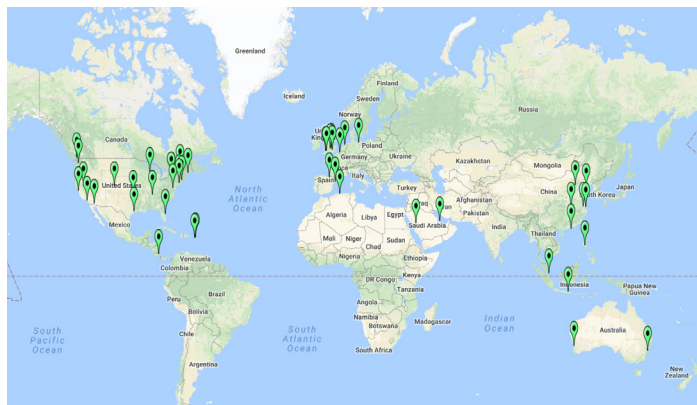 Greenland
Iceland
Finland
Sweden
Norway
Russia
Canada
Poland
Germany
Ukraine
Kazakhstan
Mongolia
Spain
Italy
Turkey
United States
China
South Korea
Japan
North
Atlantic
Ocean
Afghanistan
Pakistan
Algeria
Libya
Egypt
Saudi Arabia
India
Mexico
Mali
Niger
Chad
Sudan
Thailand
Nigeria
Ethiopia
Venezuela
Colombia
Kenya
DR Congo
Tanzania
Indonesia
Papua New
Guinea
Peru
Brazil
Angola
Bolivia
Namibia
Botswana
Madagascar
Indian
Ocean
Australia
Chile
South
Pacific
Ocean
South
Atlantic
Ocean
South Africa
Argentina
New
Zealand